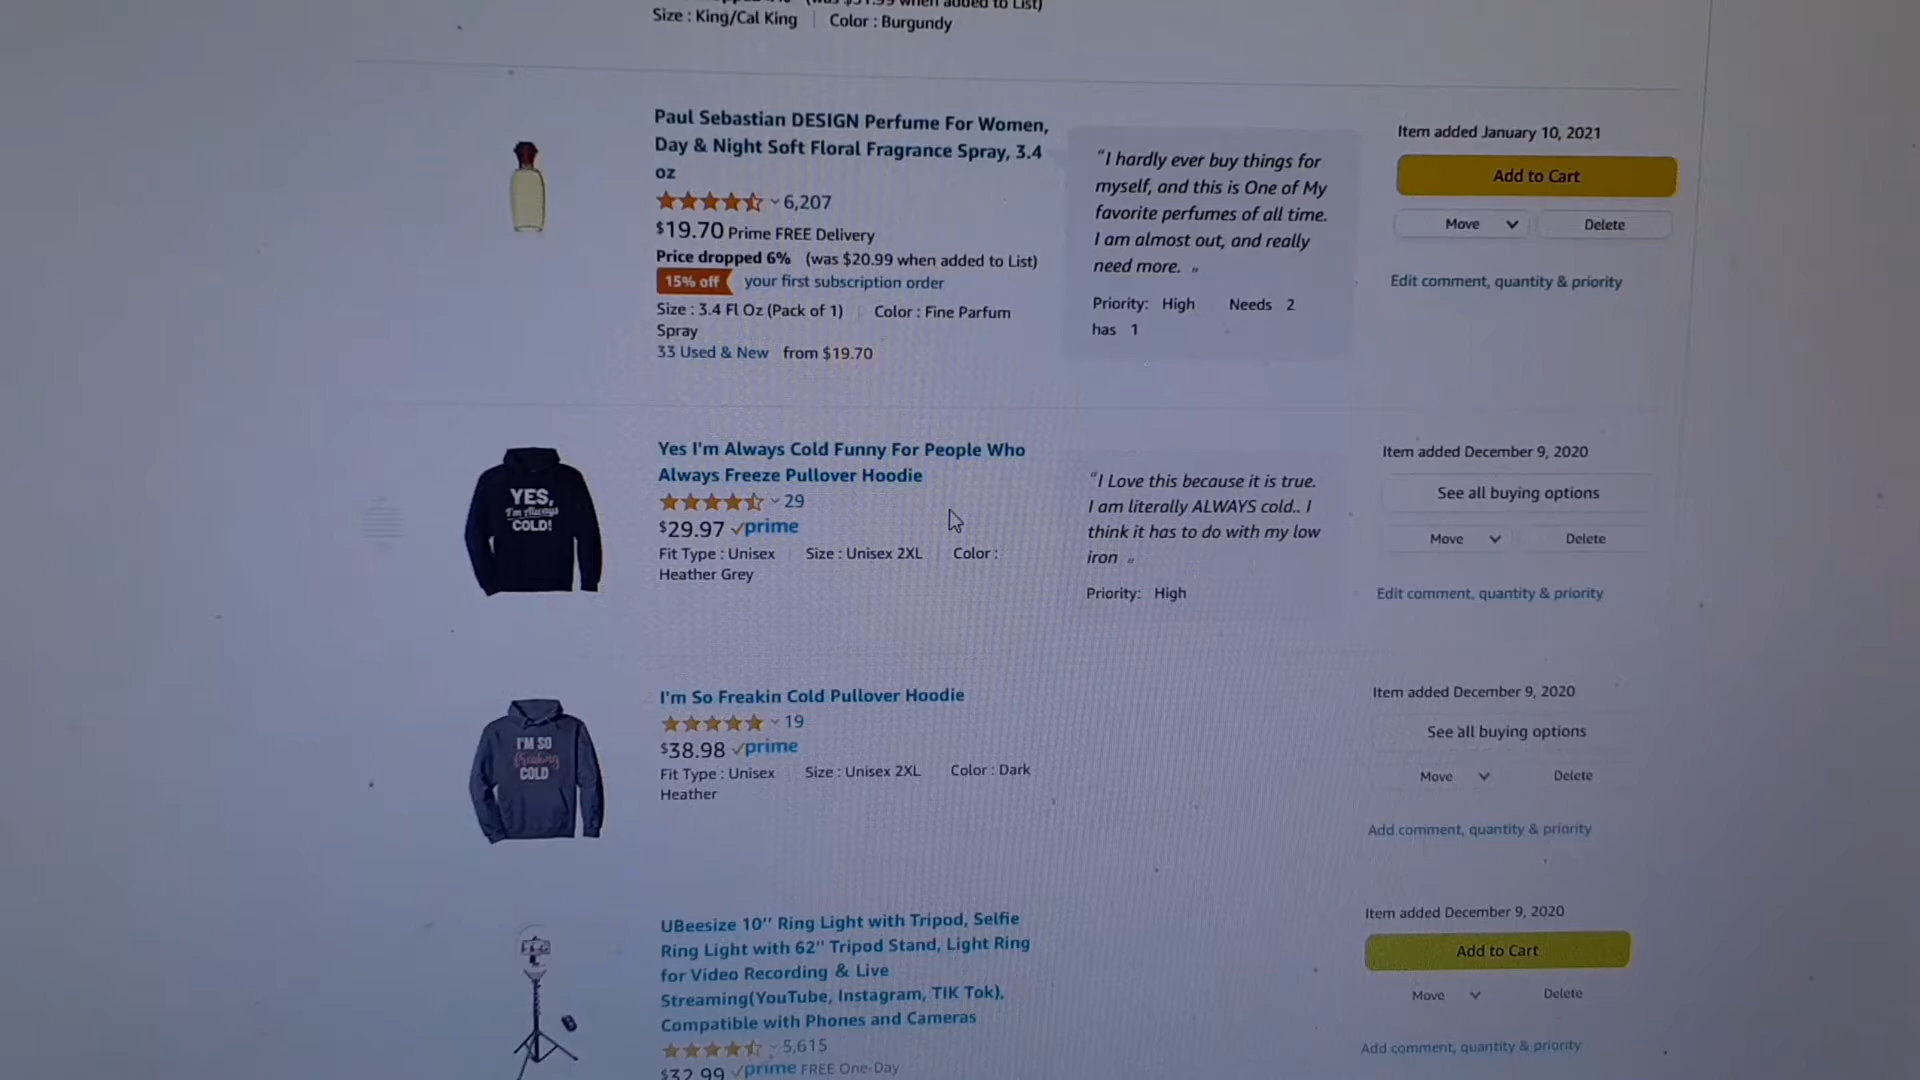 (was $31.99 when added to List)
Size : King/Cal King Color : Burgundy
Paul Sebastian DESIGN Perfume For Women,
Day & Night Soft Floral Fragrance Spray, 3.4
oz
6,207
$19.70 Prime FREE Delivery
Price dropped 6% (was $20.99 when added to List)
15% off your first subscription order
Size : 3.4 Fl Oz (Pack of 1) Color : Fine Parfum
Spray
33 Used & New from $19.70
"I hardly ever buy things for
myself, and this is One of My
favorite perfumes of all time.
I am almost out, and really
need more. "
Priority: High Needs 2
has 1
Item added January 10, 2021
Add to Cart
Move Delete
Edit comment, quantity & priority
YES,
I'm Always
COLD!
Yes I'm Always Cold Funny For People Who
Always Freeze Pullover Hoodie
29
$29.97 prime
Fit Type : Unisex Size : Unisex 2XL Color :
Heather Grey
"I Love this because it is true.
I am literally ALWAYS cold.. I
think it has to do with my low
iron "
Priority: High
Item added December 9, 2020
See all buying options
Move Delete
Edit comment, quantity & priority
I'M SO
freaking
COLD
I'm So Freakin Cold Pullover Hoodie
19
$38.98 prime
Fit Type : Unisex Size : Unisex 2XL Color : Dark
Heather
Item added December 9, 2020
See all buying options
Move Delete
Add comment, quantity & priority
UBeesize 10'' Ring Light with Tripod, Selfie
Ring Light with 62" Tripod Stand, Light Ring
for Video Recording & Live
Streaming(YouTube, Instagram, TIK Tok),
Compatible with Phones and Cameras
5,615
$32.99 prime FREE One-Day
Item added December 9, 2020
Add to Cart
Move Delete
Add comment, quantity & priority